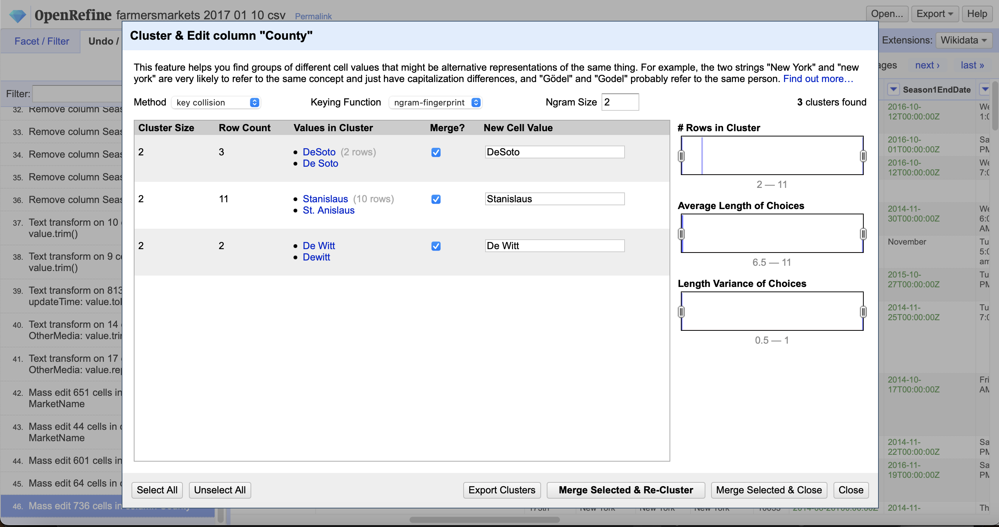 OpenRefine farmersmarkets 2017 01 10 csv Permalink
Open... Export Help
Facet / Filter Undo /
Extensions: Wikidata
ages next › last »
Filter:
32. Remove column Seas
33. Remove column Seas
34. Remove column Seas
35. Remove column Seas
36. Remove column Seas
37. Text transform on 10
value.trim()
38. Text transform on 9 co
value.trim()
39. Text transform on 813
updateTime: value.to
40. Text transform on 14
OtherMedia: value.trim
41. Text transform on 17
OtherMedia: value.rep
42. Mass edit 651 cells in
MarketName
43. Mass edit 44 cells in
MarketName
44. Mass edit 601 cells in
45. Mass edit 64 cells in
46. Mass edit 736 cells in column County
Cluster & Edit column "County"
This feature helps you find groups of different cell values that might be alternative representations of the same thing. For example, the two strings "New York" and "new
york" are very likely to refer to the same concept and just have capitalization differences, and "Gödel" and "Godel" probably refer to the same person. Find out more…
Method key collision Keying Function ngram-fingerprint Ngram Size 2 3 clusters found
Cluster Size Row Count Values in Cluster Merge? New Cell Value
2 3 • DeSoto (2 rows) DeSoto
• De Soto
2 11 • Stanislaus (10 rows) Stanislaus
• St. Anislaus
2 2 • De Witt De Witt
• Dewitt
# Rows in Cluster
2 — 11
Average Length of Choices
6.5 — 11
Length Variance of Choices
0.5 — 1
Select All Unselect All Export Clusters Merge Selected & Re-Cluster Merge Selected & Close Close
Season1EndDate
2016-10-
12T00:00:00Z
We
1:0
2016-10-
01T00:00:00Z
Sa
PM
2016-10-
12T00:00:00Z
We
7:0
2014-11-
30T00:00:00Z
We
6:0
AM
November
Tu
5:0
am
2015-10-
27T00:00:00Z
Tu
PM
2014-11-
25T00:00:00Z
Tu
7:0
2014-10-
17T00:00:00Z
Fri
AM
2014-11-
22T00:00:00Z
Sa
PM
2016-11-
19T00:00:00Z
Sa
PM
175th New York New York New York 10033 2014-11- Th